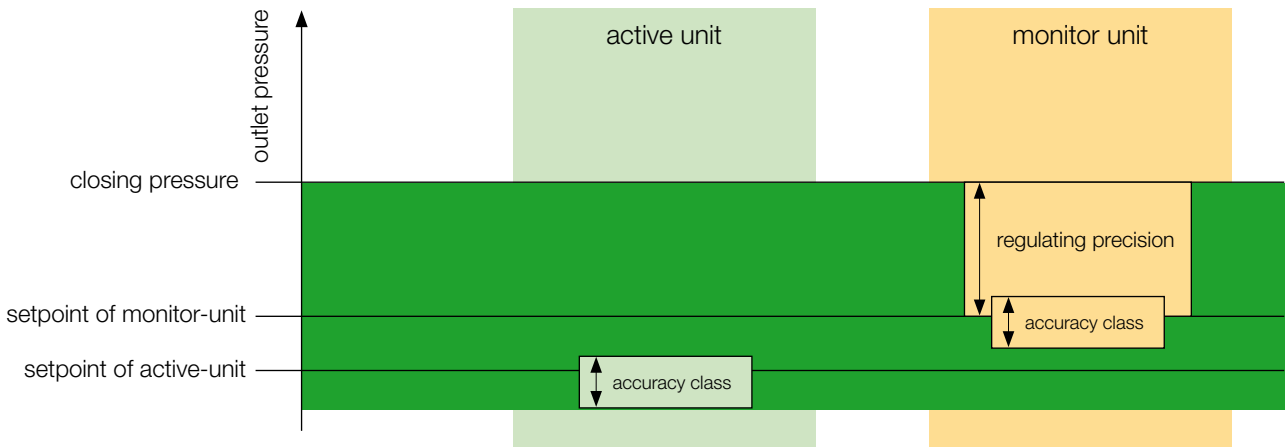 outlet pressure
active unit
monitor unit
closing pressure
regulating precision
setpoint of monitor-unit
accuracy class
setpoint of active-unit
accuracy class